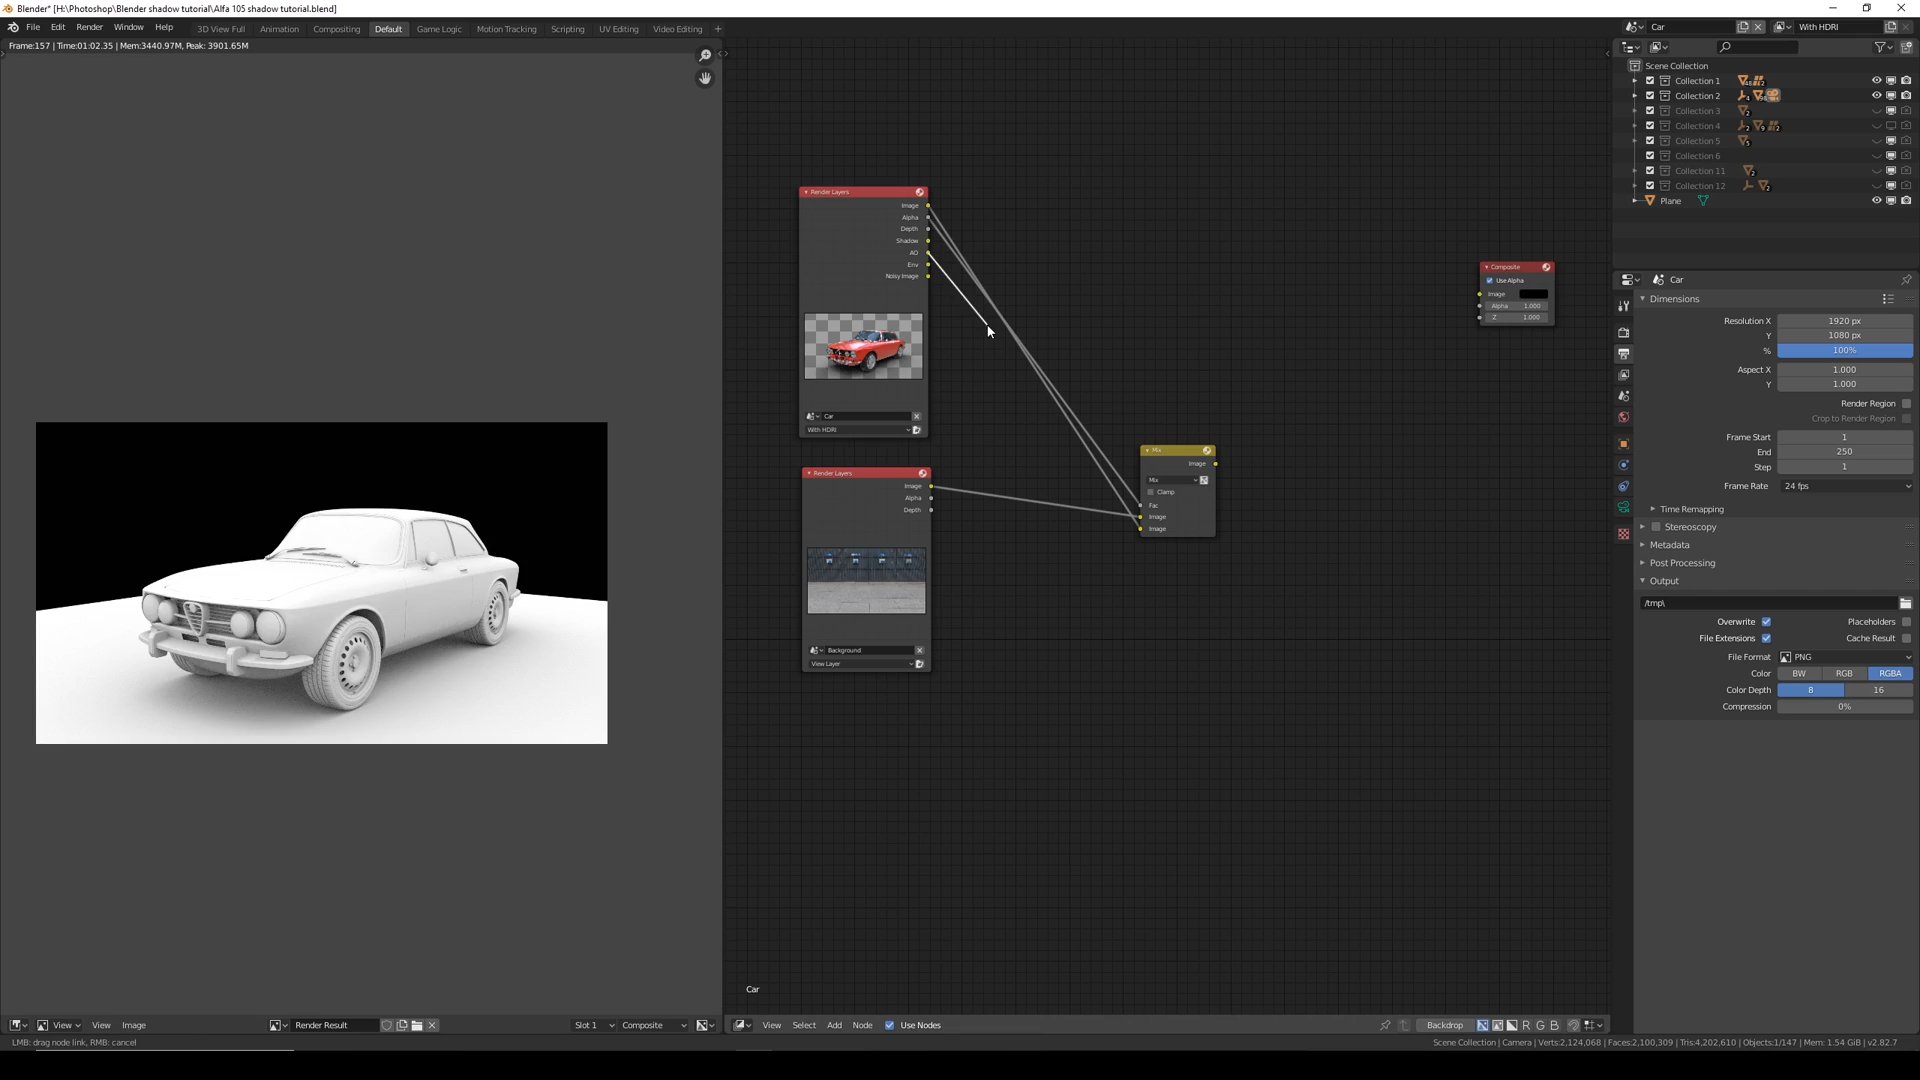 Blender* [H:\Photoshop\Blender shadow tutorial\Alfa 105 shadow tutorial.blend]
File Edit Render Window Help
3D View Full Animation Compositing Default Game Logic Motion Tracking Scripting UV Editing Video Editing +
Car
With HDRI
Frame:157 | Time:01:02.35 | Mem:3440.97M, Peak: 3901.65M
Scene Collection
Collection 1
Collection 2
Collection 3
Collection 4
Collection 5
Collection 6
Collection 11
Collection 12
Plane
Render Layers
Image
Alpha
Depth
Shadow
AO
Env
Noisy Image
Car
With HDRI
Render Layers
Image
Alpha
Depth
Background
View Layer
Mix
Image
Mix
Clamp
Fac
Image
Image
Composite
Use Alpha
Image
Alpha 1.000
Z 1.000
Car
Car
Dimensions
Resolution X 1920 px
Y 1080 px
% 100%
Aspect X 1.000
Y 1.000
Render Region
Crop to Render Region
Frame Start 1
End 250
Step 1
Frame Rate 24 fps
Time Remapping
Stereoscopy
Metadata
Post Processing
Output
/tmp\
Overwrite Placeholders
File Extensions Cache Result
File Format PNG
Color BW RGB RGBA
Color Depth 8 16
Compression 0%
View View Image Render Result Slot 1 Composite
View Select Add Node Use Nodes Backdrop R G B
LMB: drag node link, RMB: cancel
Scene Collection | Camera | Verts:2,124,068 | Faces:2,100,309 | Tris:4,202,610 | Objects:1/147 | Mem: 1.54 GiB | v2.82.7